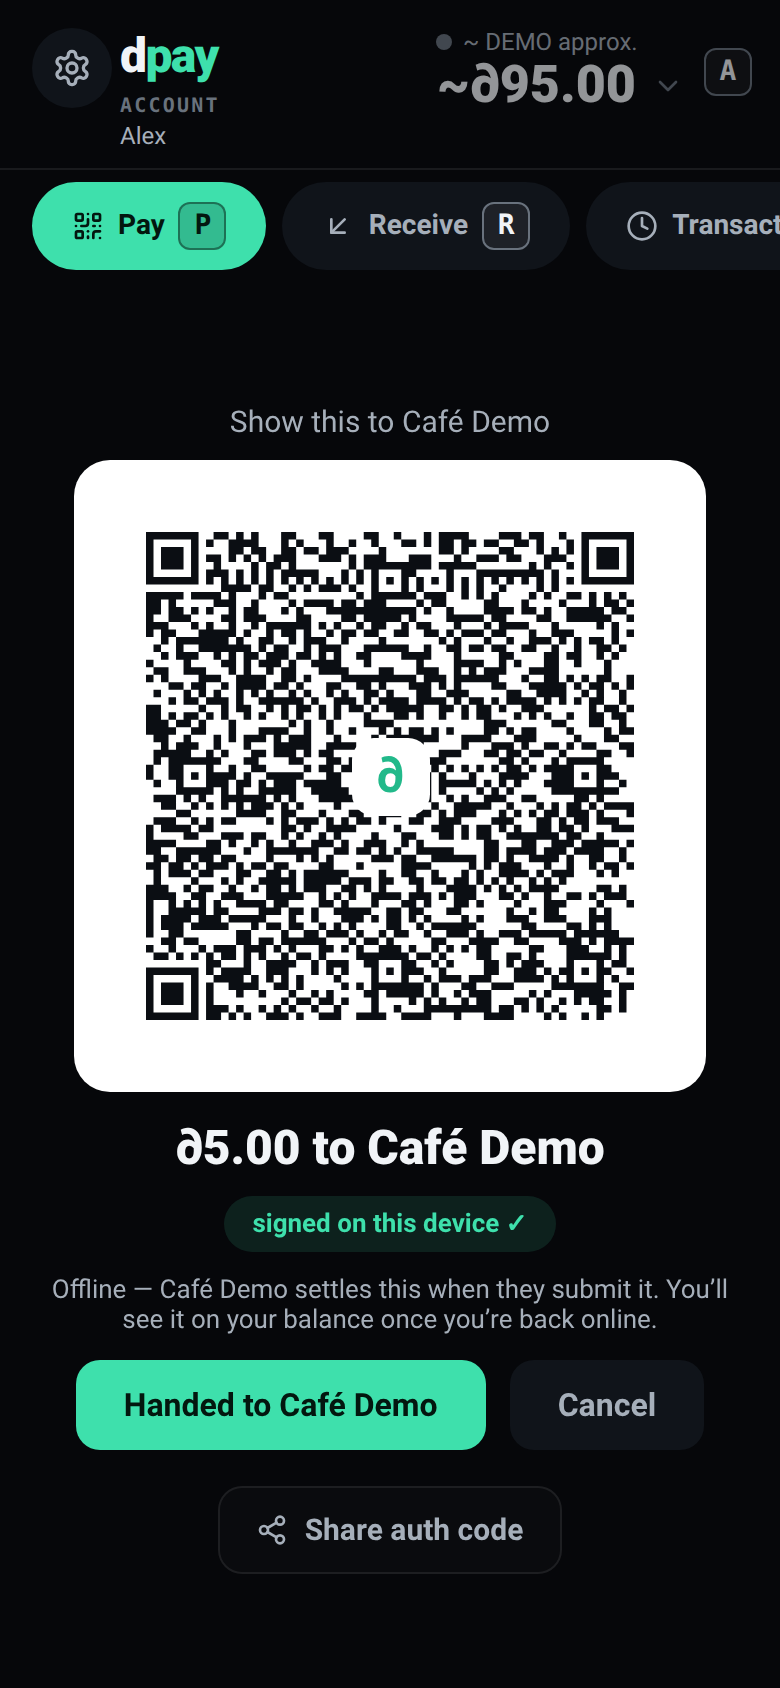 dpay
ACCOUNT
Alex
~ DEMO approx.
~∂95.00
A
Pay P
Receive R
Transact
Show this to Café Demo
∂
∂5.00 to Café Demo
signed on this device ✓
Offline — Café Demo settles this when they submit it. You’ll
see it on your balance once you’re back online.
Handed to Café Demo
Cancel
Share auth code